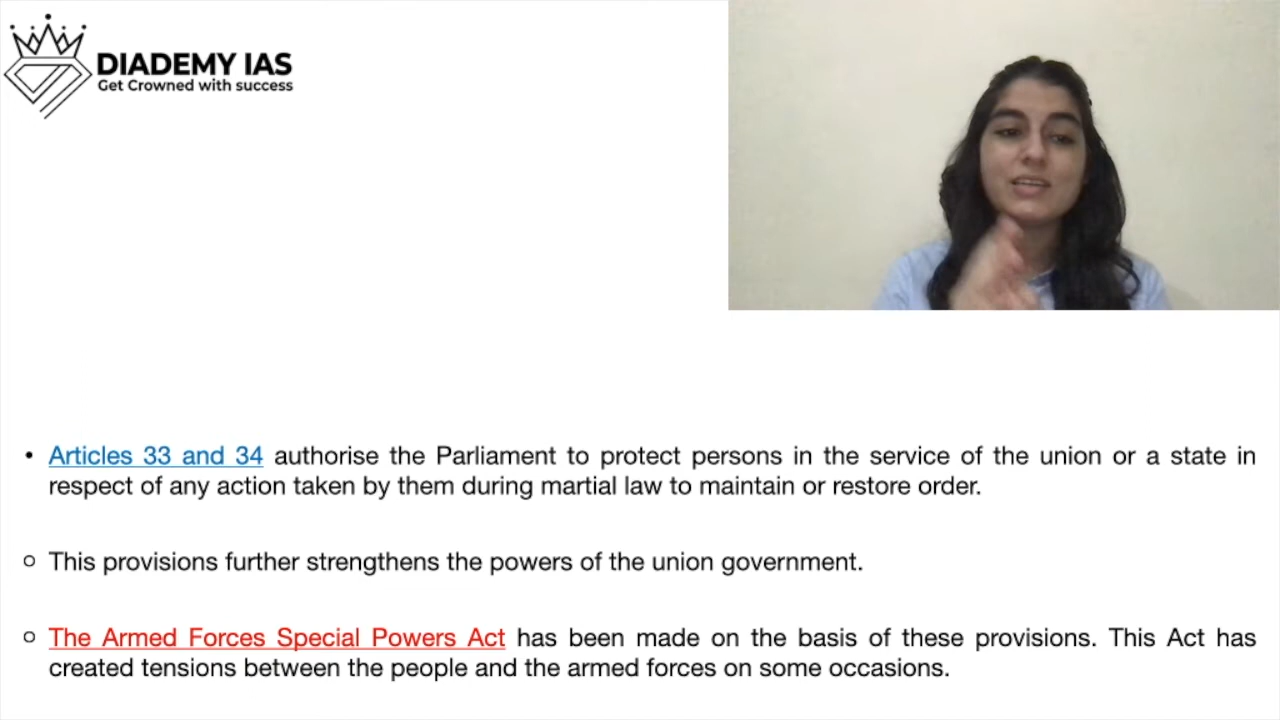 DIADEMY IAS
Get Crowned with success
• Articles 33 and 34 authorise the Parliament to protect persons in the service of the union or a state in
respect of any action taken by them during martial law to maintain or restore order.
○ This provisions further strengthens the powers of the union government.
○ The Armed Forces Special Powers Act has been made on the basis of these provisions. This Act has
created tensions between the people and the armed forces on some occasions.